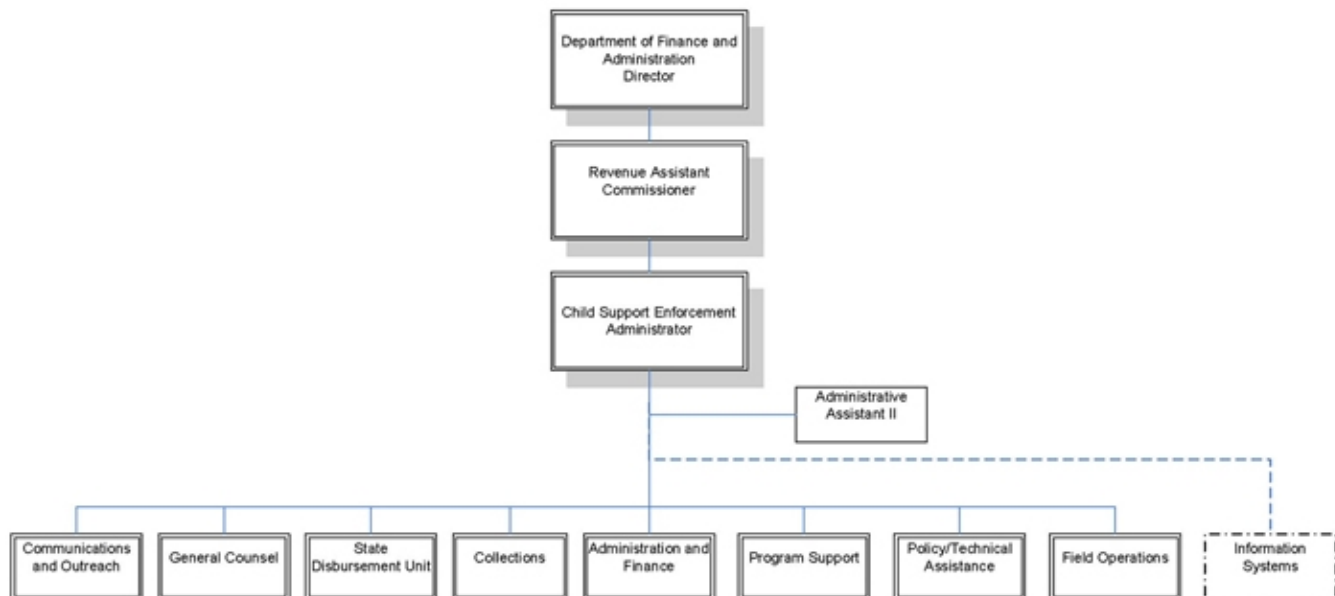 Department of Finance and
Administration
Director
Revenue Assistant
Commissioner
Child Support Enforcement
Administrator
Administrative
Assistant II
Communications
and Outreach
General Counsel
State
Disbursement Unit
Collections
Administration and
Finance
Program Support
Policy/Technical
Assistance
Field Operations
Information
Systems